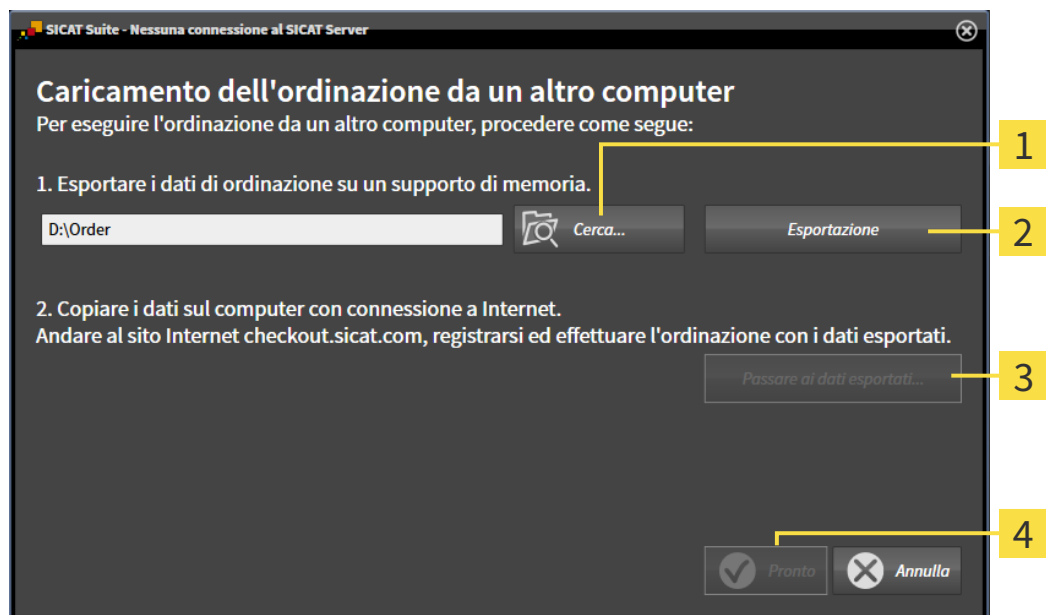 SICAT Suite - Nessuna connessione al SICAT Server
Caricamento dell'ordinazione da un altro computer
Per eseguire l'ordinazione da un altro computer, procedere come segue:
1
1. Esportare i dati di ordinazione su un supporto di memoria.
D:\Order
Cerca...
Esportazione
2
2. Copiare i dati sul computer con connessione a Internet.
Andare al sito Internet checkout.sicat.com, registrarsi ed effettuare l'ordinazione con i dati esportati.
Passare ai dati esportati...
3
4
Pronto
Annulla